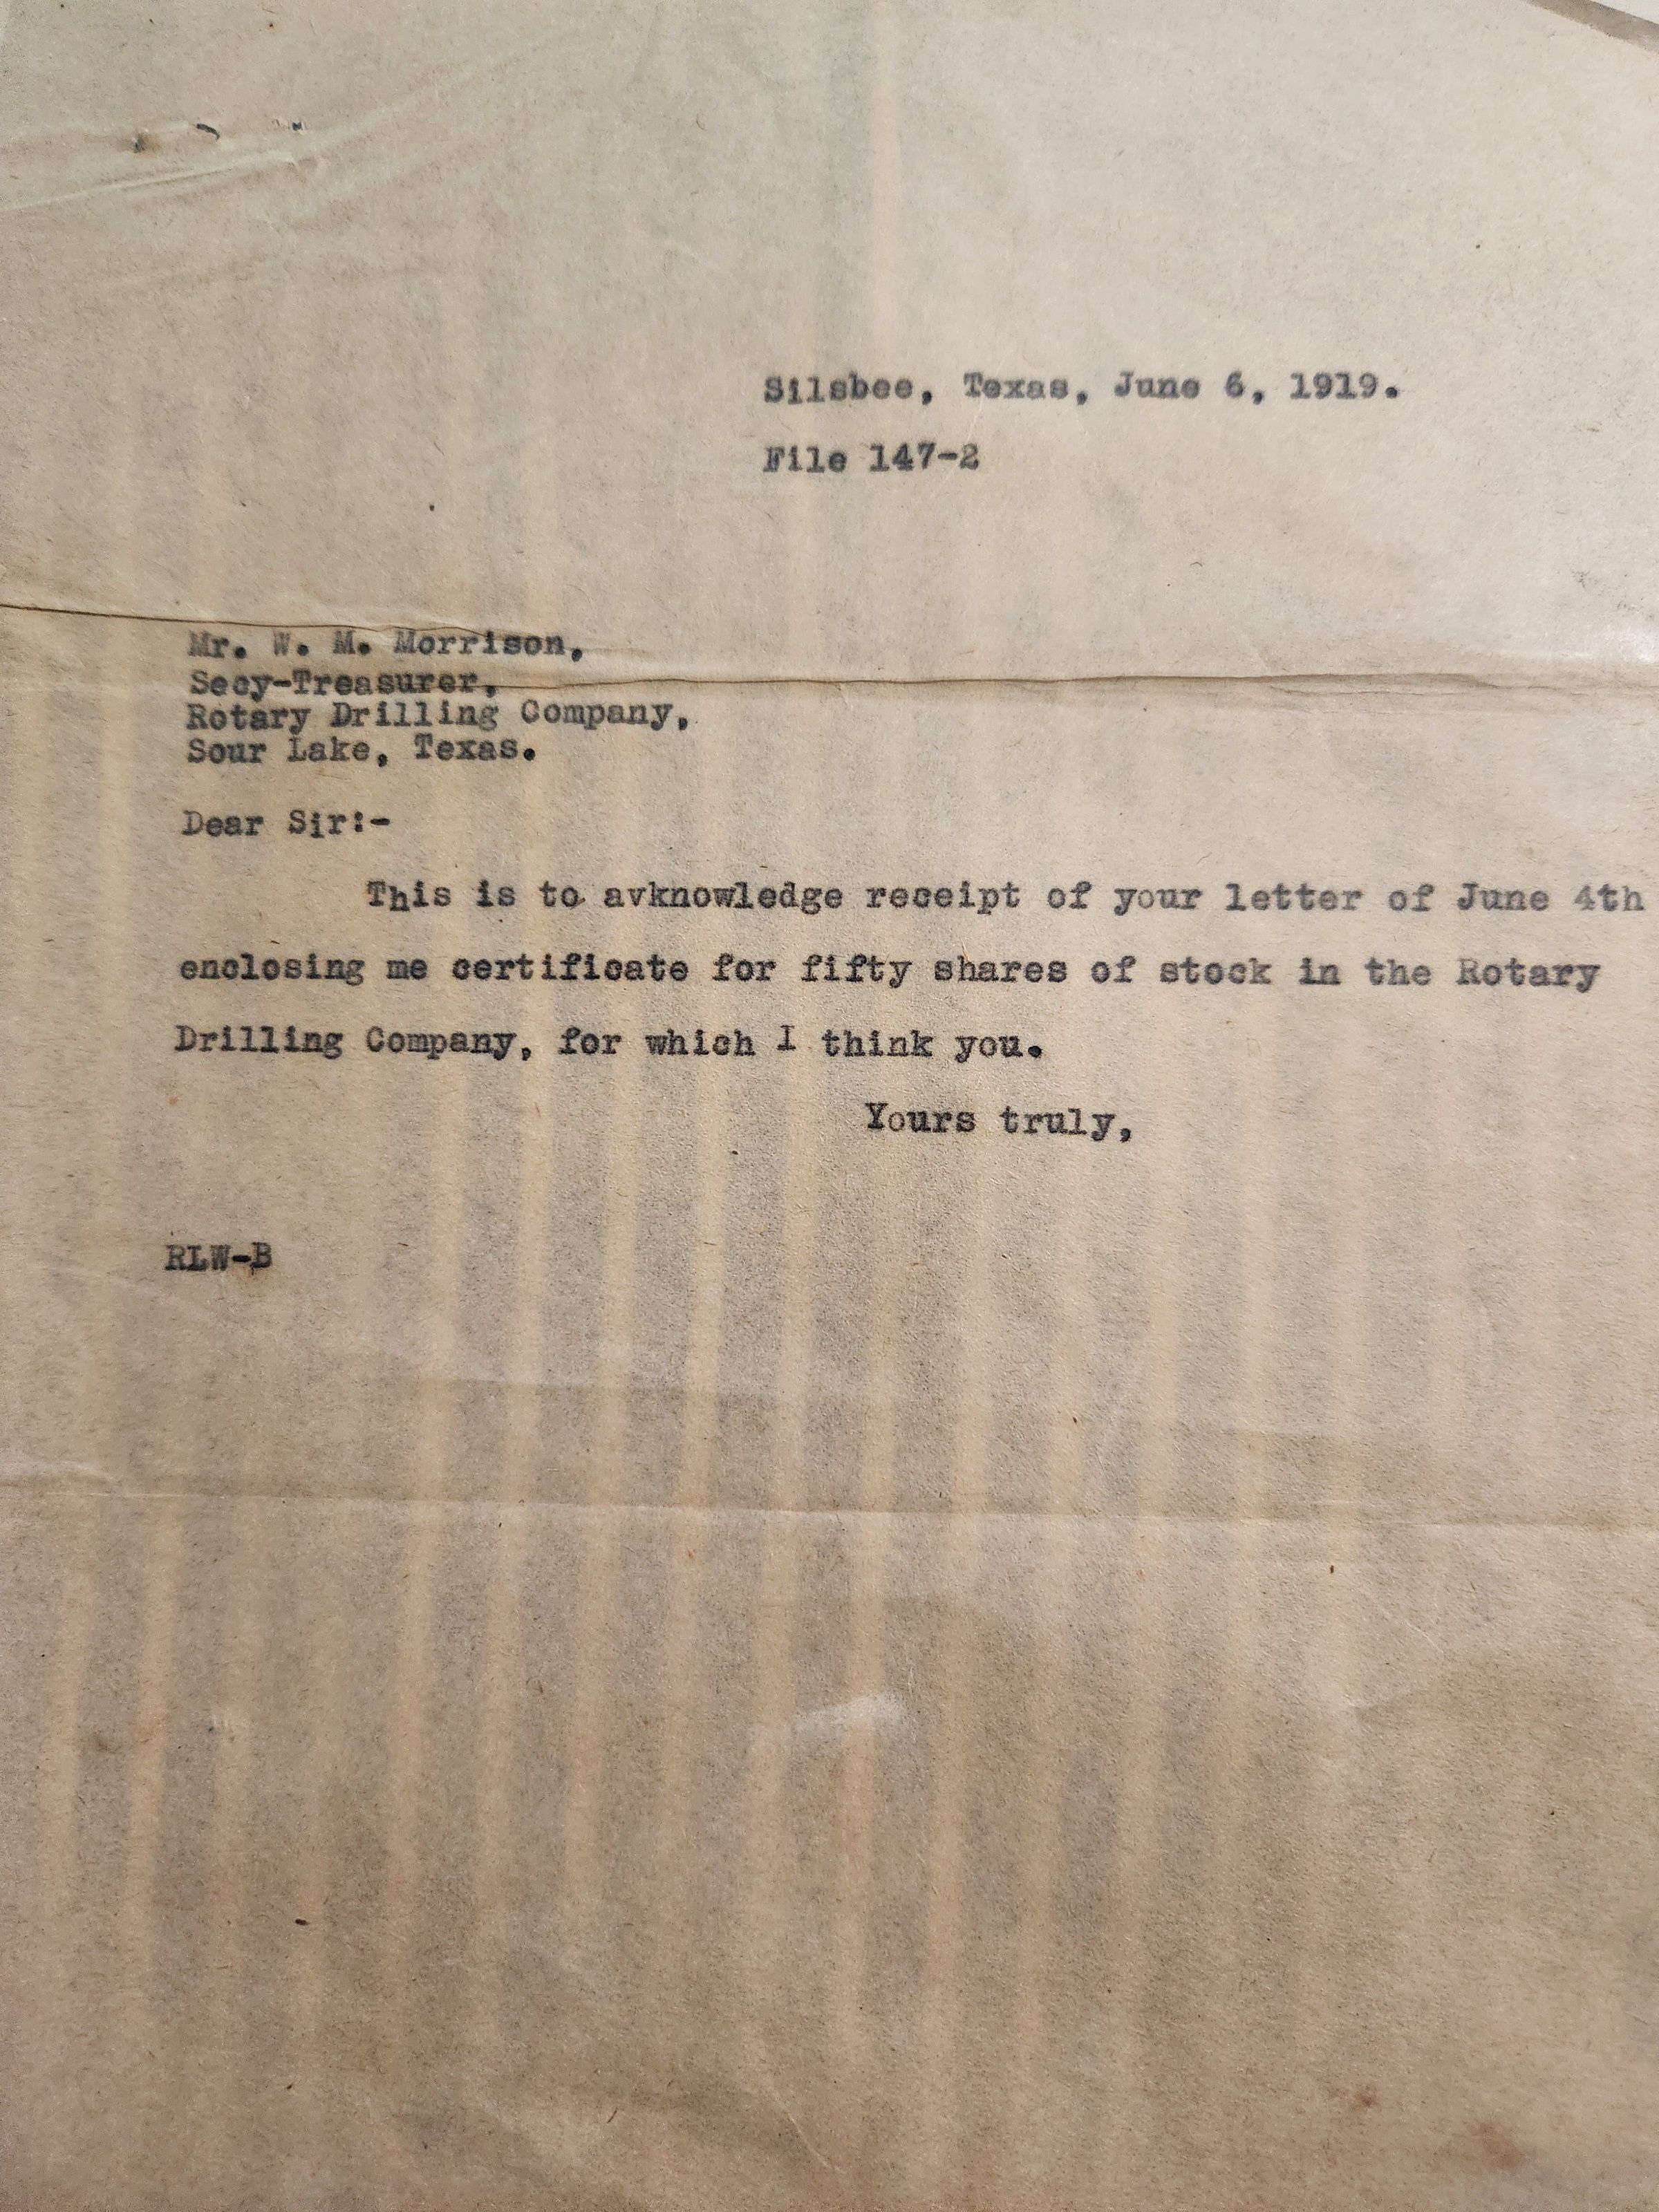 Silsbee, Texas, June 6, 1919.
File 147-2
Mr. W. M. Morrison,
Secy-Treasurer,
Rotary Drilling Company,
Sour Lake, Texas.
Dear Sir:-
This is to avknowledge receipt of your letter of June 4th
enclosing me certificate for fifty shares of stock in the Rotary
Drilling Company, for which I think you.
Yours truly,
RLW-B